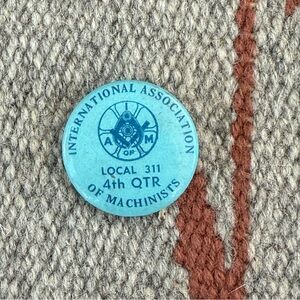 INTERNATIONAL ASSOCIATION
I
A M
OF
LOCAL 311
4th QTR
OF MACHINISTS